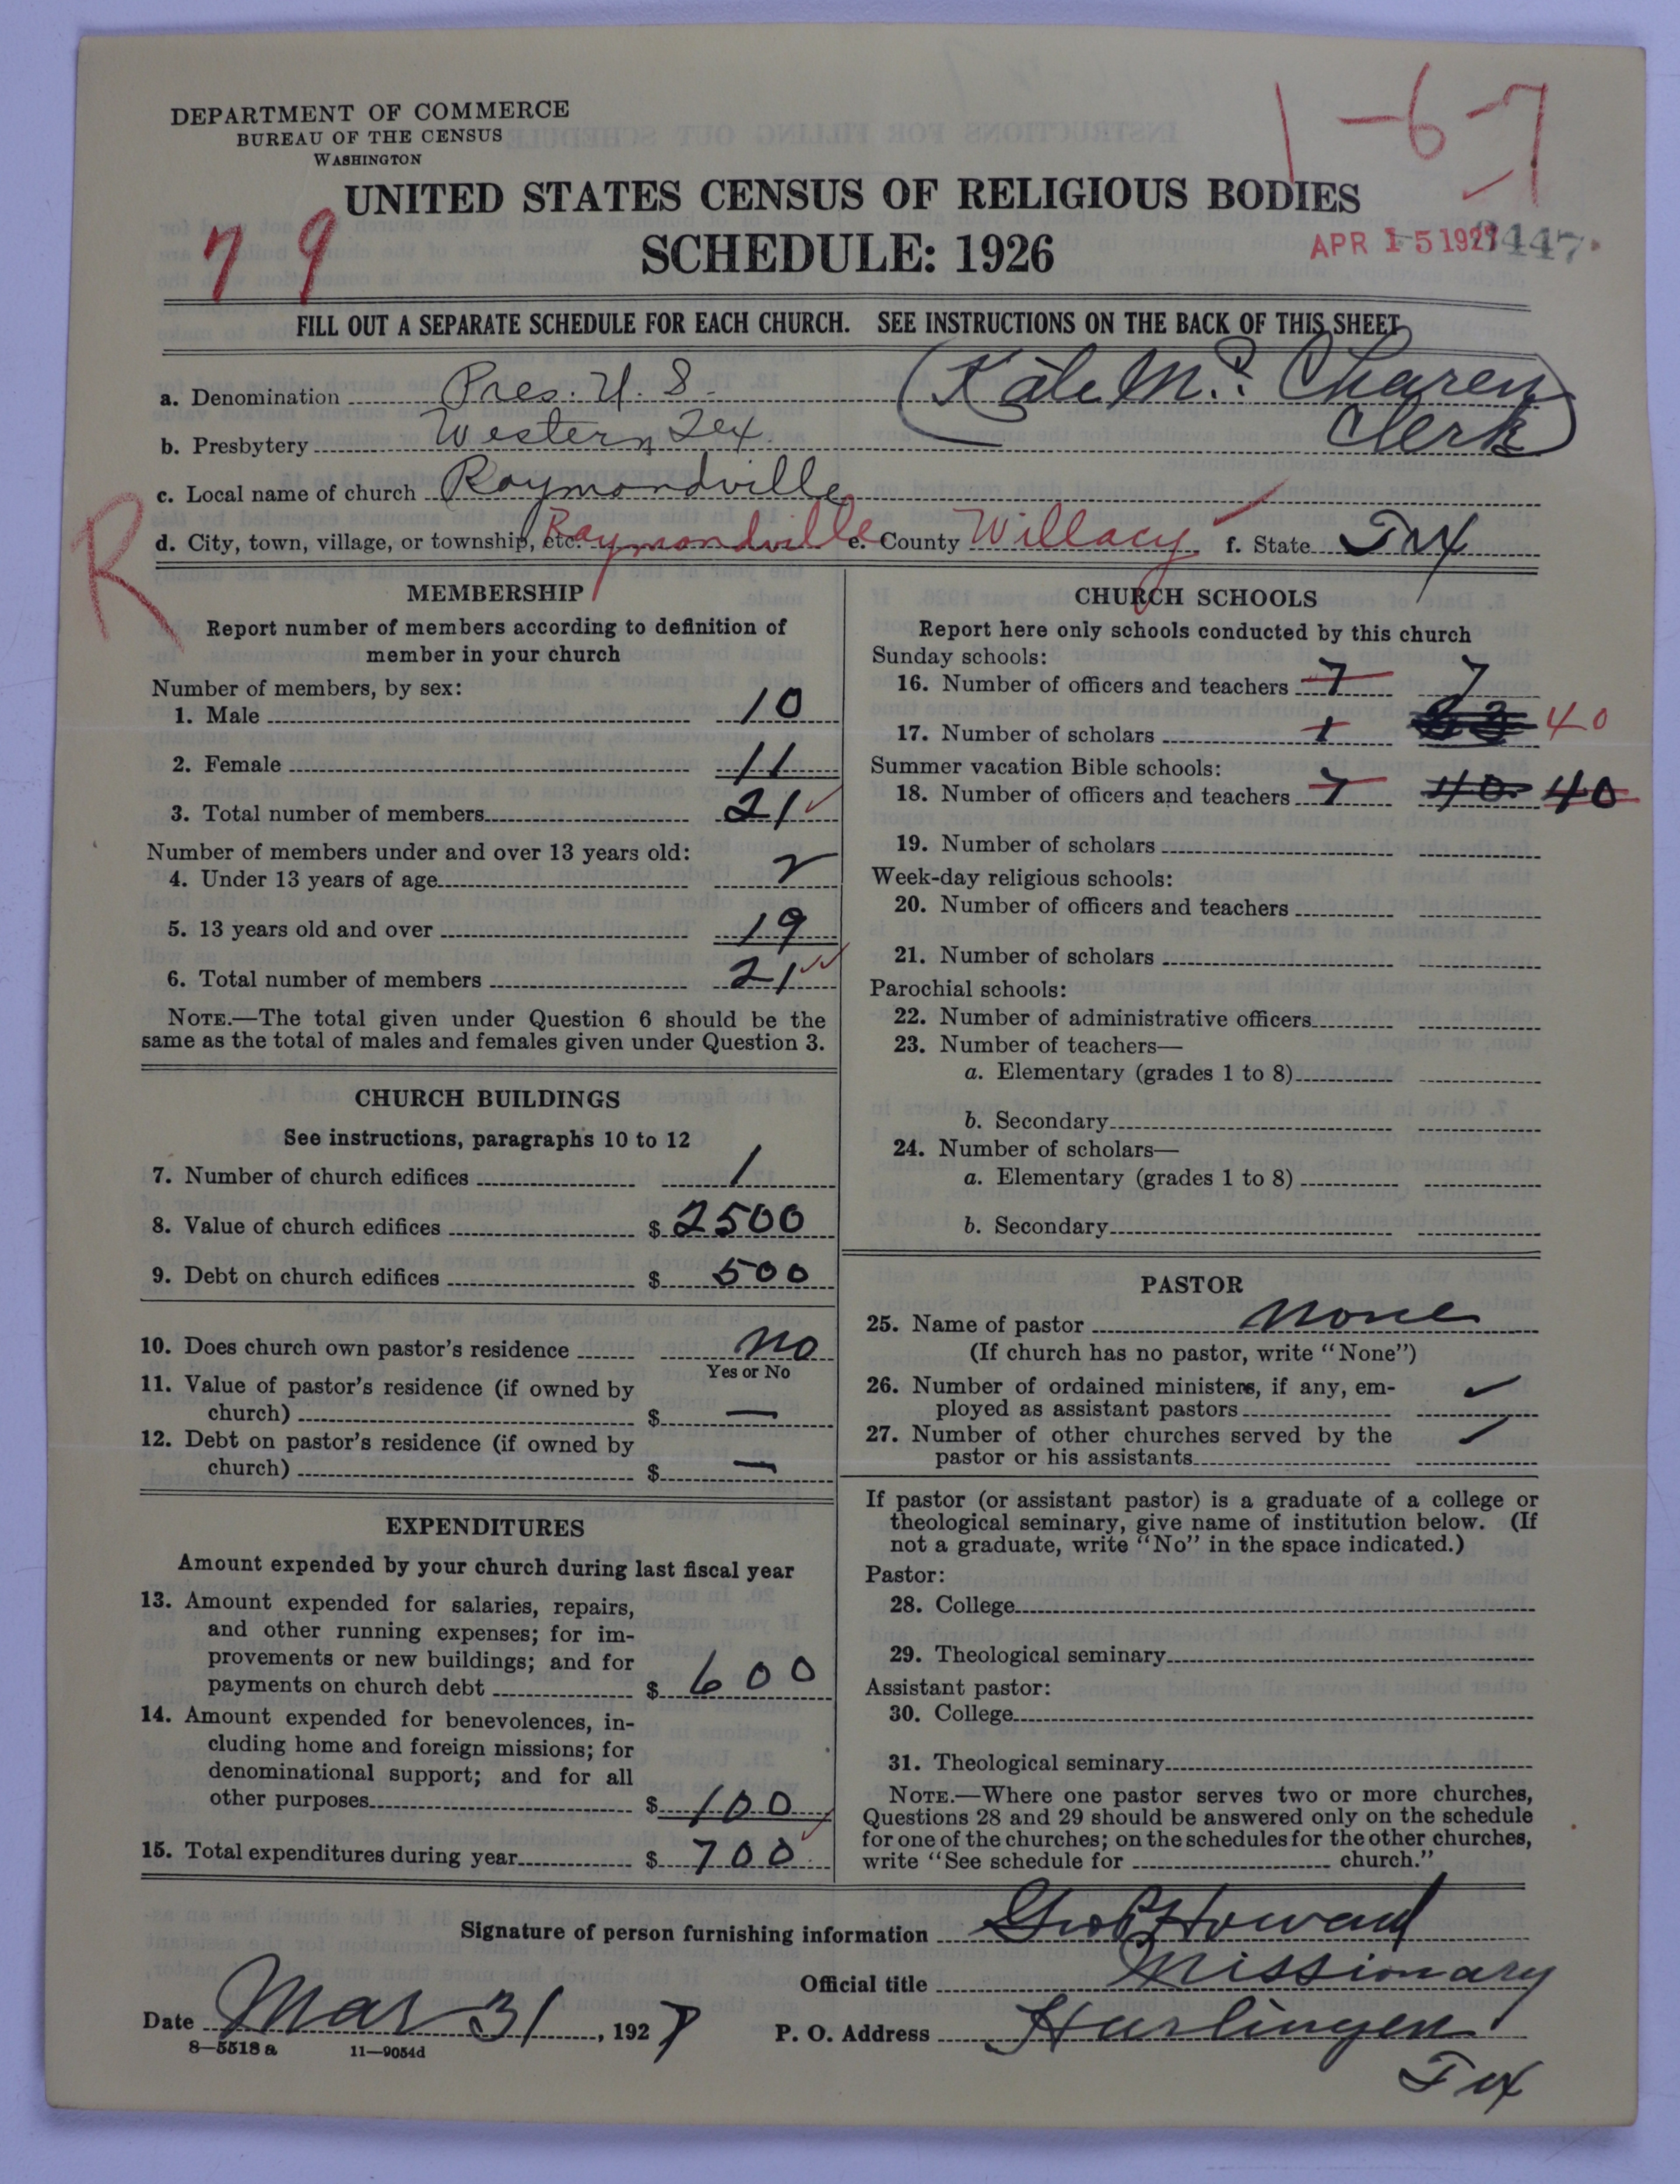 DEPARTMENT OF COMMERCE
BUREAU OF THE CENSUS
WASHINGTON
1-6-7
UNITED STATES CENSUS OF RELIGIOUS BODIES
79
SCHEDULE: 1926
APR 15 1927
FILL OUT A SEPARATE SCHEDULE FOR EACH CHURCH. SEE INSTRUCTIONS ON THE BACK OF THIS SHEET
a. Denomination Pres. U. S.
Clerk
b. Presbytery Western Tex.
c. Local name of church Raymondville
R
d. City, town, village, or township, etc. Raymondville e. County Willacy f. State Tex
MEMBERSHIP
Report number of members according to definition of
member in your church
Number of members, by sex:
1. Male 10
2. Female 11
3. Total number of members 21
Number of members under and over 13 years old:
4. Under 13 years of age 2
5. 13 years old and over 19
6. Total number of members 21
NOTE.—The total given under Question 6 should be the
same as the total of males and females given under Question 3.
CHURCH BUILDINGS
See instructions, paragraphs 10 to 12
7. Number of church edifices 1
8. Value of church edifices $ 2500
9. Debt on church edifices $ 500
10. Does church own pastor's residence no
Yes or No
11. Value of pastor's residence (if owned by
church) $ —
12. Debt on pastor's residence (if owned by
church) $ —
EXPENDITURES
Amount expended by your church during last fiscal year
13. Amount expended for salaries, repairs,
and other running expenses; for im-
provements or new buildings; and for
payments on church debt $ 600
14. Amount expended for benevolences, in-
cluding home and foreign missions; for
denominational support; and for all
other purposes $ 100
15. Total expenditures during year $ 700
CHURCH SCHOOLS
Report here only schools conducted by this church
Sunday schools:
16. Number of officers and teachers 7 7
17. Number of scholars 40
Summer vacation Bible schools:
18. Number of officers and teachers 7 40 40
19. Number of scholars
Week-day religious schools:
20. Number of officers and teachers
21. Number of scholars
Parochial schools:
22. Number of administrative officers
23. Number of teachers—
a. Elementary (grades 1 to 8)
b. Secondary
24. Number of scholars—
a. Elementary (grades 1 to 8)
b. Secondary
PASTOR
25. Name of pastor none
(If church has no pastor, write "None")
26. Number of ordained ministers, if any, em-
ployed as assistant pastors
27. Number of other churches served by the
pastor or his assistants
If pastor (or assistant pastor) is a graduate of a college or
theological seminary, give name of institution below. (If
not a graduate, write "No" in the space indicated.)
Pastor:
28. College
29. Theological seminary
Assistant pastor:
30. College
31. Theological seminary
NOTE.—Where one pastor serves two or more churches,
Questions 28 and 29 should be answered only on the schedule
for one of the churches; on the schedules for the other churches,
write "See schedule for church."
Signature of person furnishing information Geo P Howard
Official title Missionary
Date Mar 31, 1927 P. O. Address Harlingen
Tex
8—5518 a 11—9054d